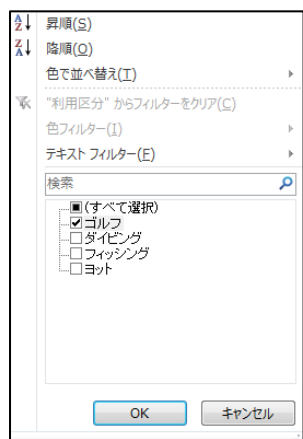 昇順(S)
降順(O)
色で並べ替え(T)
"利用区分" からフィルターをクリア(C)
色フィルター(I)
テキスト フィルター(F)
検索
(すべて選択)
ゴルフ
ダイビング
フィッシング
ヨット
OK
キャンセル